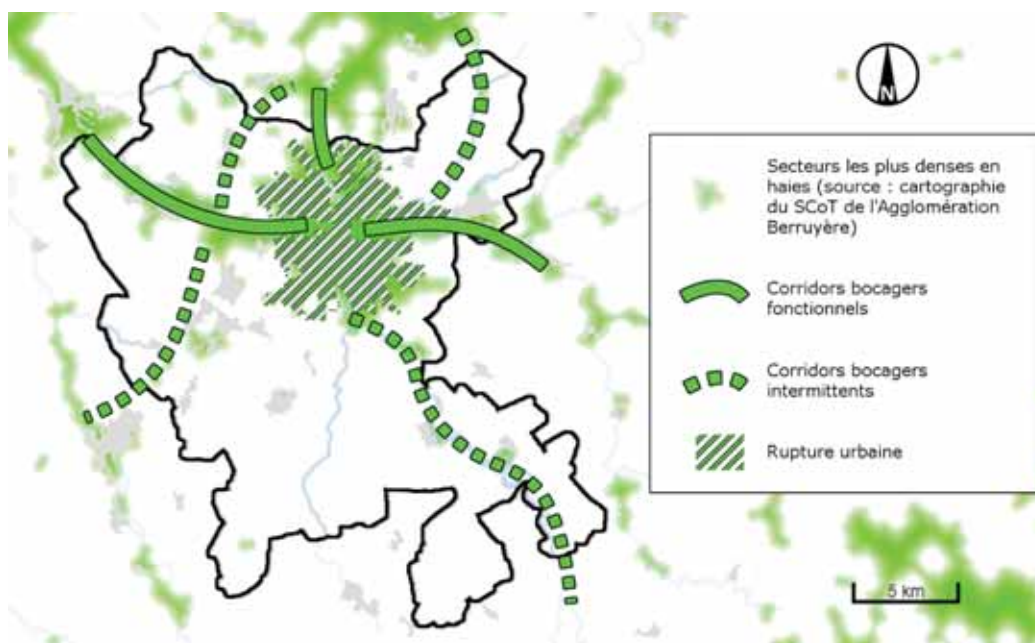 N
Secteurs les plus denses en
haies (source : cartographie
du SCoT de l'Agglomération
Berruyère)
Corridors bocagers
fonctionnels
Corridors bocagers
intermittents
Rupture urbaine
5 km